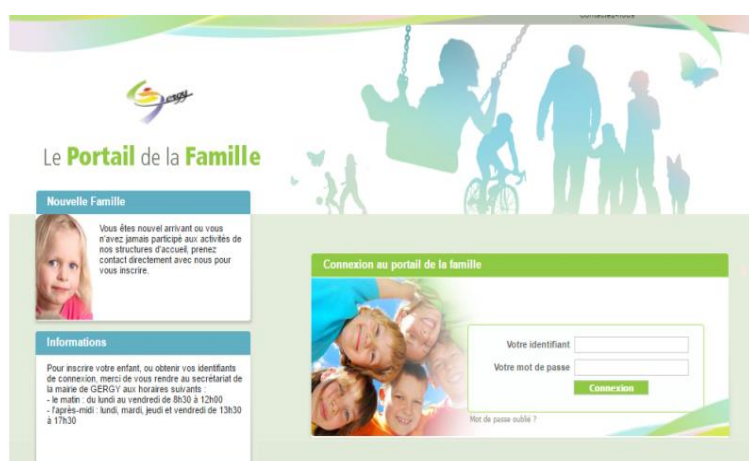 Contactez-nous
Gergy
Le Portail de la Famille
Nouvelle Famille
Vous êtes nouvel arrivant ou vous
n'avez jamais participé aux activités de
nos structures d'accueil, prenez
contact directement avec nous pour
vous inscrire.
Connexion au portail de la famille
Votre identifiant
Votre mot de passe
Connexion
Mot de passe oublié ?
Informations
Pour inscrire votre enfant, ou obtenir vos identifiants
de connexion, merci de vous rendre au secrétariat de
la mairie de GERGY aux horaires suivants :
- le matin : du lundi au vendredi de 8h30 à 12h00
- l'après-midi : lundi, mardi, jeudi et vendredi de 13h30
à 17h30